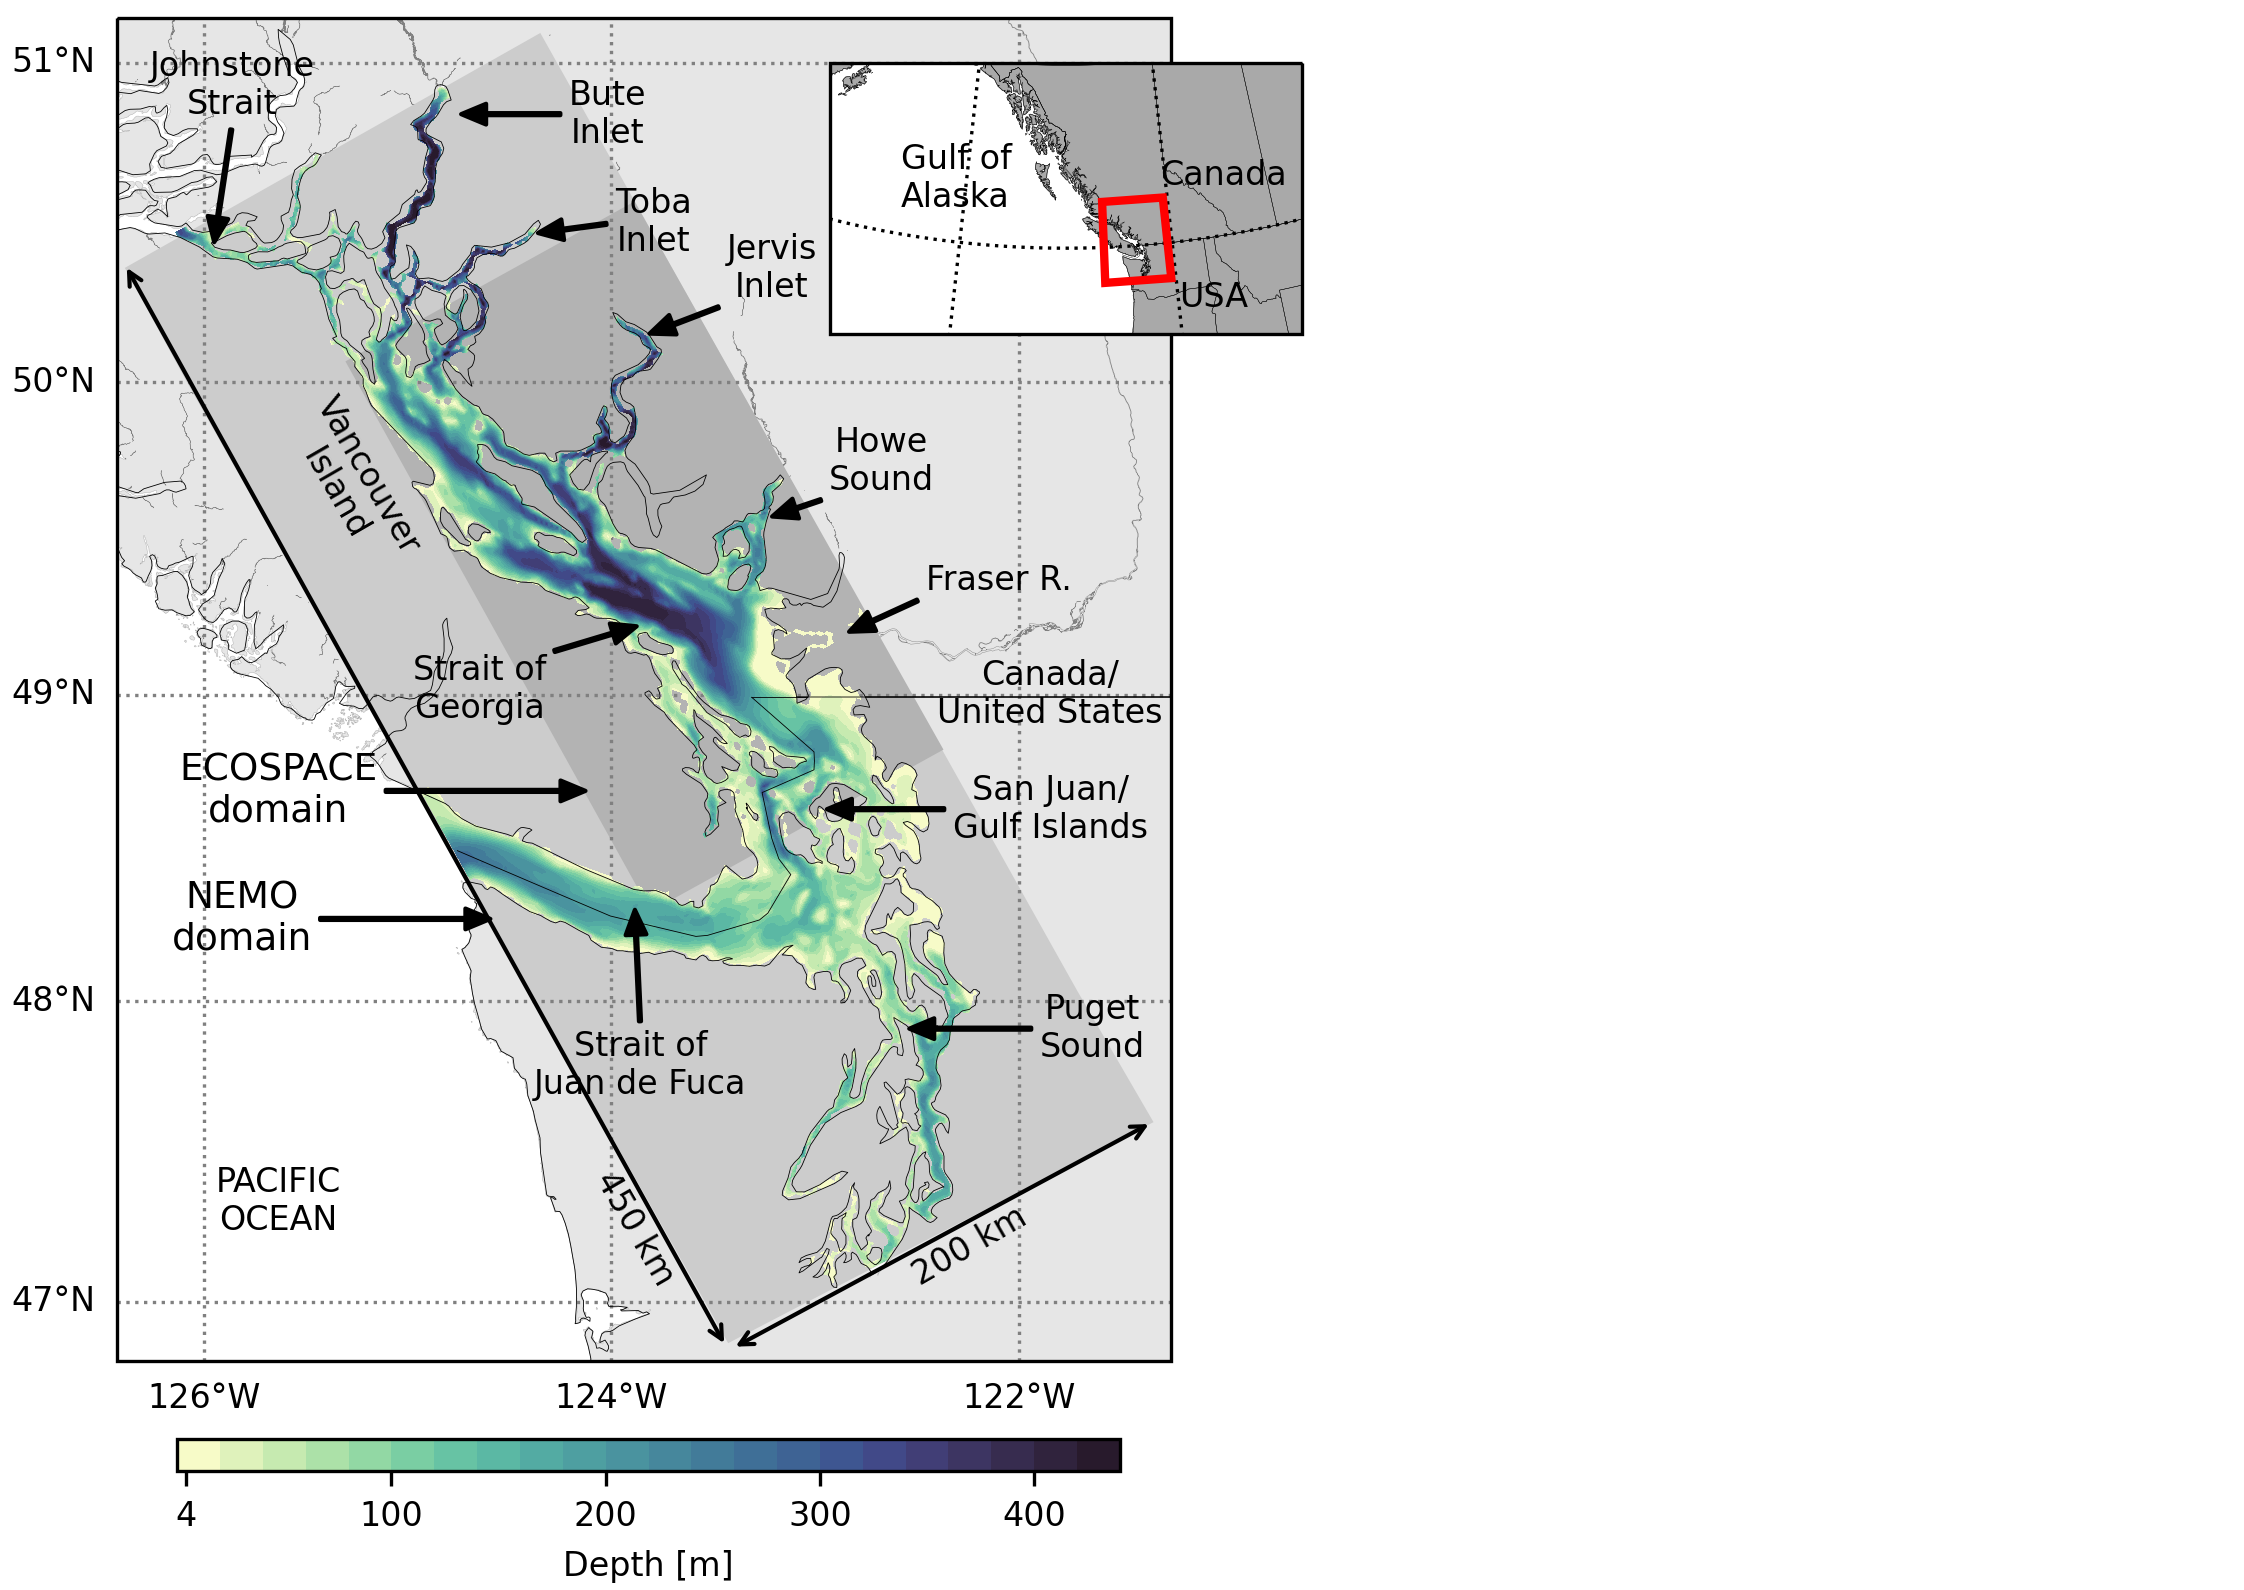 51°N
Johnstone
Strait
Bute
Inlet
Gulf of
Alaska
Canada
USA
Toba
Inlet
Jervis
Inlet
50°N
Vancouver
Island
Howe
Sound
Fraser R.
Strait of
Georgia
49°N
Canada/
United States
ECOSPACE
domain
San Juan/
Gulf Islands
NEMO
domain
48°N
Puget
Sound
Strait of
Juan de Fuca
PACIFIC
OCEAN
450 km
200 km
47°N
126°W
124°W
122°W
4
100
200
300
400
Depth [m]